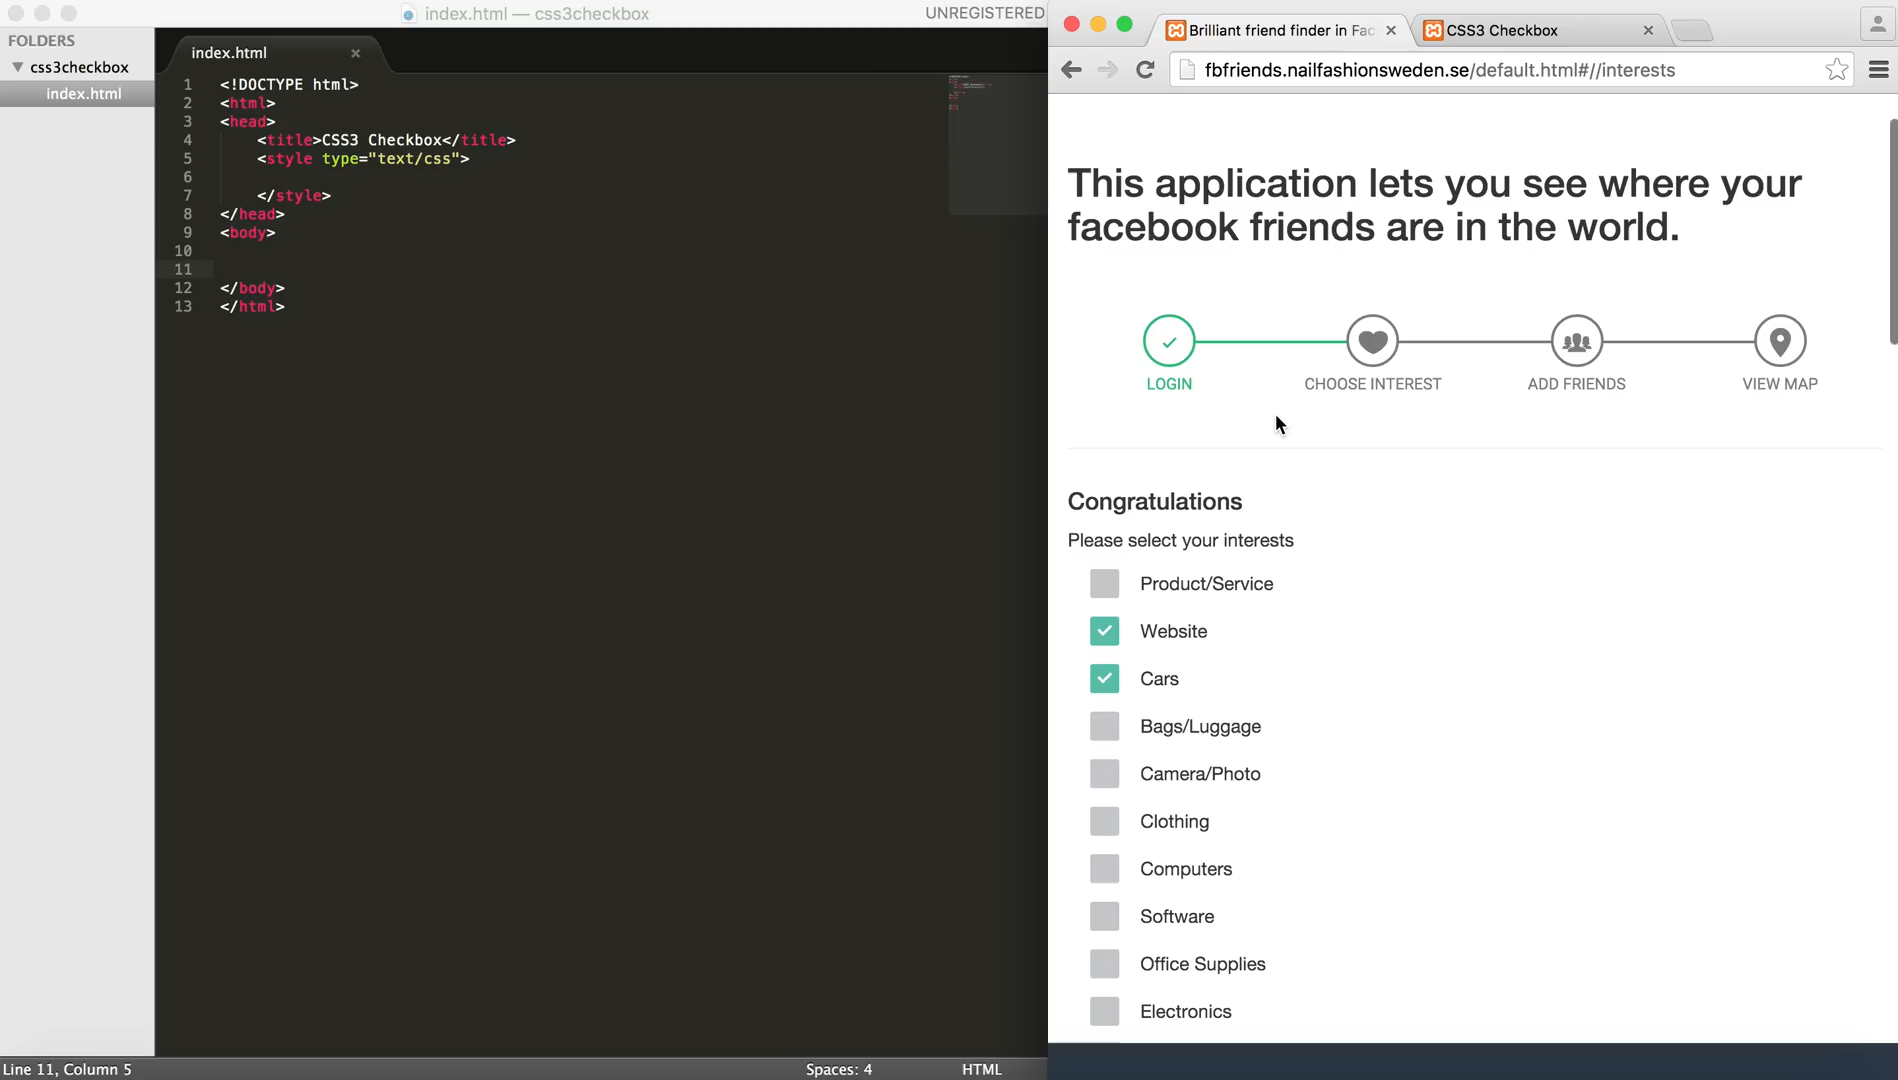 index.html — css3checkbox
UNREGISTERED
FOLDERS
css3checkbox
index.html
index.html
1 <!DOCTYPE html>
2 <html>
3 <head>
4 <title>CSS3 Checkbox</title>
5 <style type="text/css">
6
7 </style>
8 </head>
9 <body>
10
11
12 </body>
13 </html>
Line 11, Column 5
Spaces: 4
HTML
Brilliant friend finder in Fac
CSS3 Checkbox
fbfriends.nailfashionsweden.se/default.html#//interests
This application lets you see where your
facebook friends are in the world.
LOGIN
CHOOSE INTEREST
ADD FRIENDS
VIEW MAP
Congratulations
Please select your interests
Product/Service
Website
Cars
Bags/Luggage
Camera/Photo
Clothing
Computers
Software
Office Supplies
Electronics